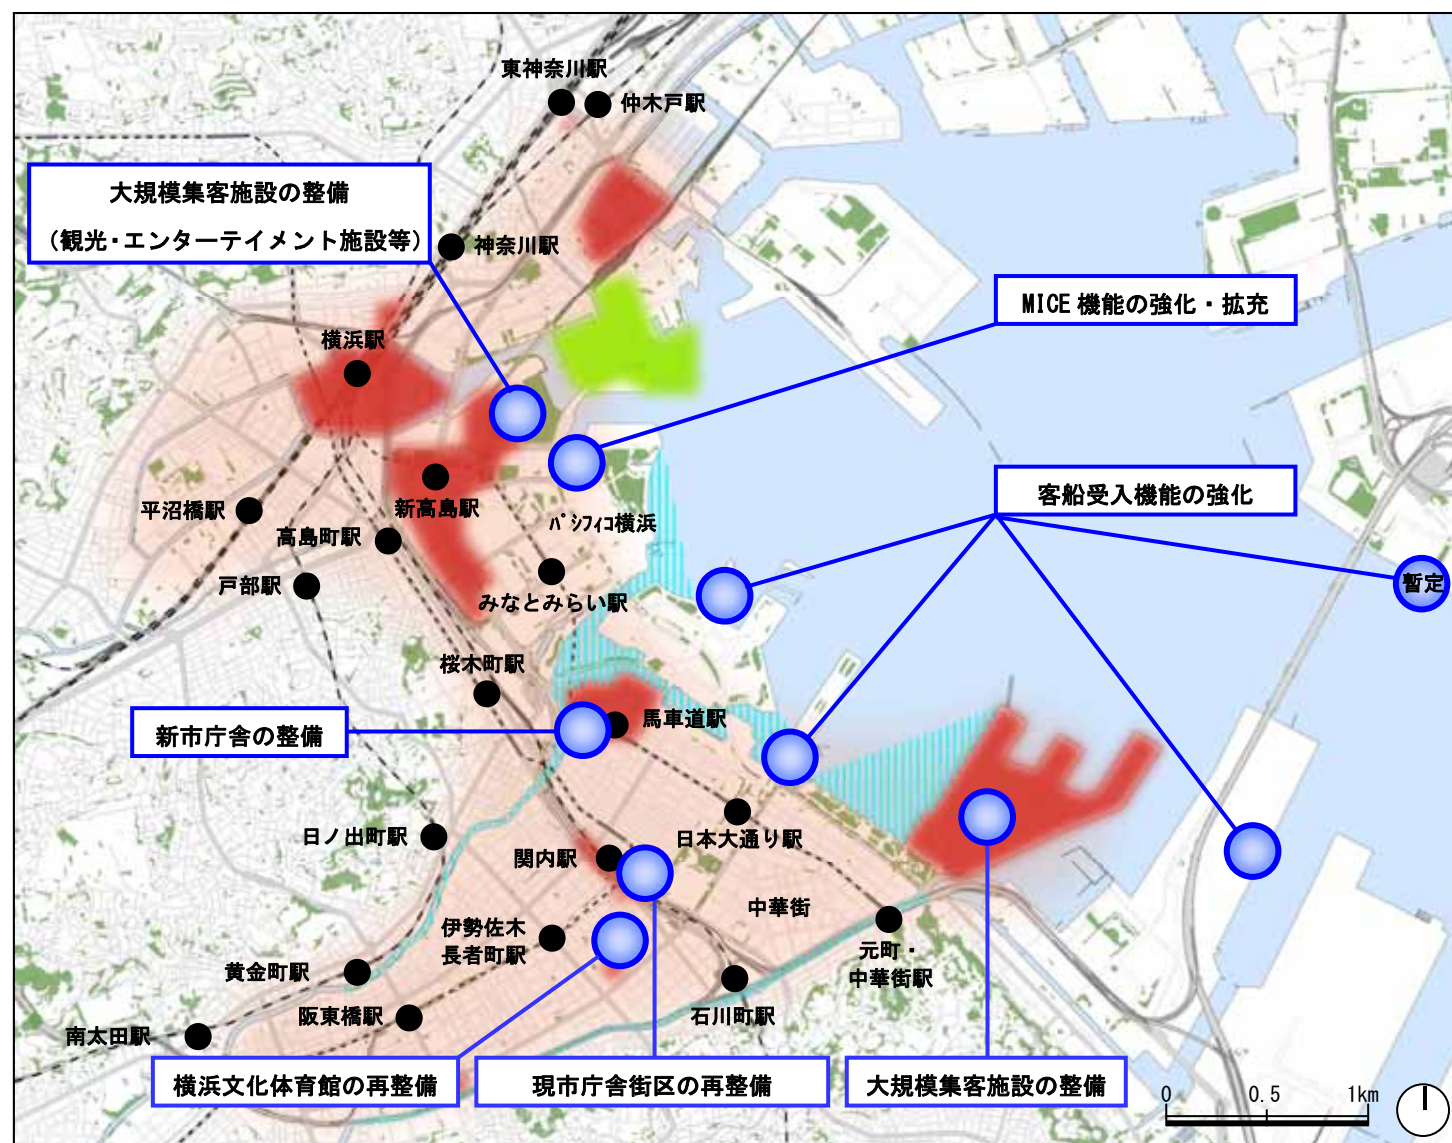 東神奈川駅
仲木戸駅
大規模集客施設の整備
（観光・エンターテイメント施設等）
神奈川駅
MICE 機能の強化・拡充
横浜駅
客船受入機能の強化
新高島駅
平沼橋駅
パシフィコ横浜
高島町駅
暫定
戸部駅
みなとみらい駅
桜木町駅
馬車道駅
新市庁舎の整備
日ノ出町駅
日本大通り駅
関内駅
中華街
伊勢佐木
長者町駅
元町・
中華街駅
黄金町駅
阪東橋駅
石川町駅
南太田駅
横浜文化体育館の再整備
現市庁舎街区の再整備
大規模集客施設の整備
0 0.5 1km